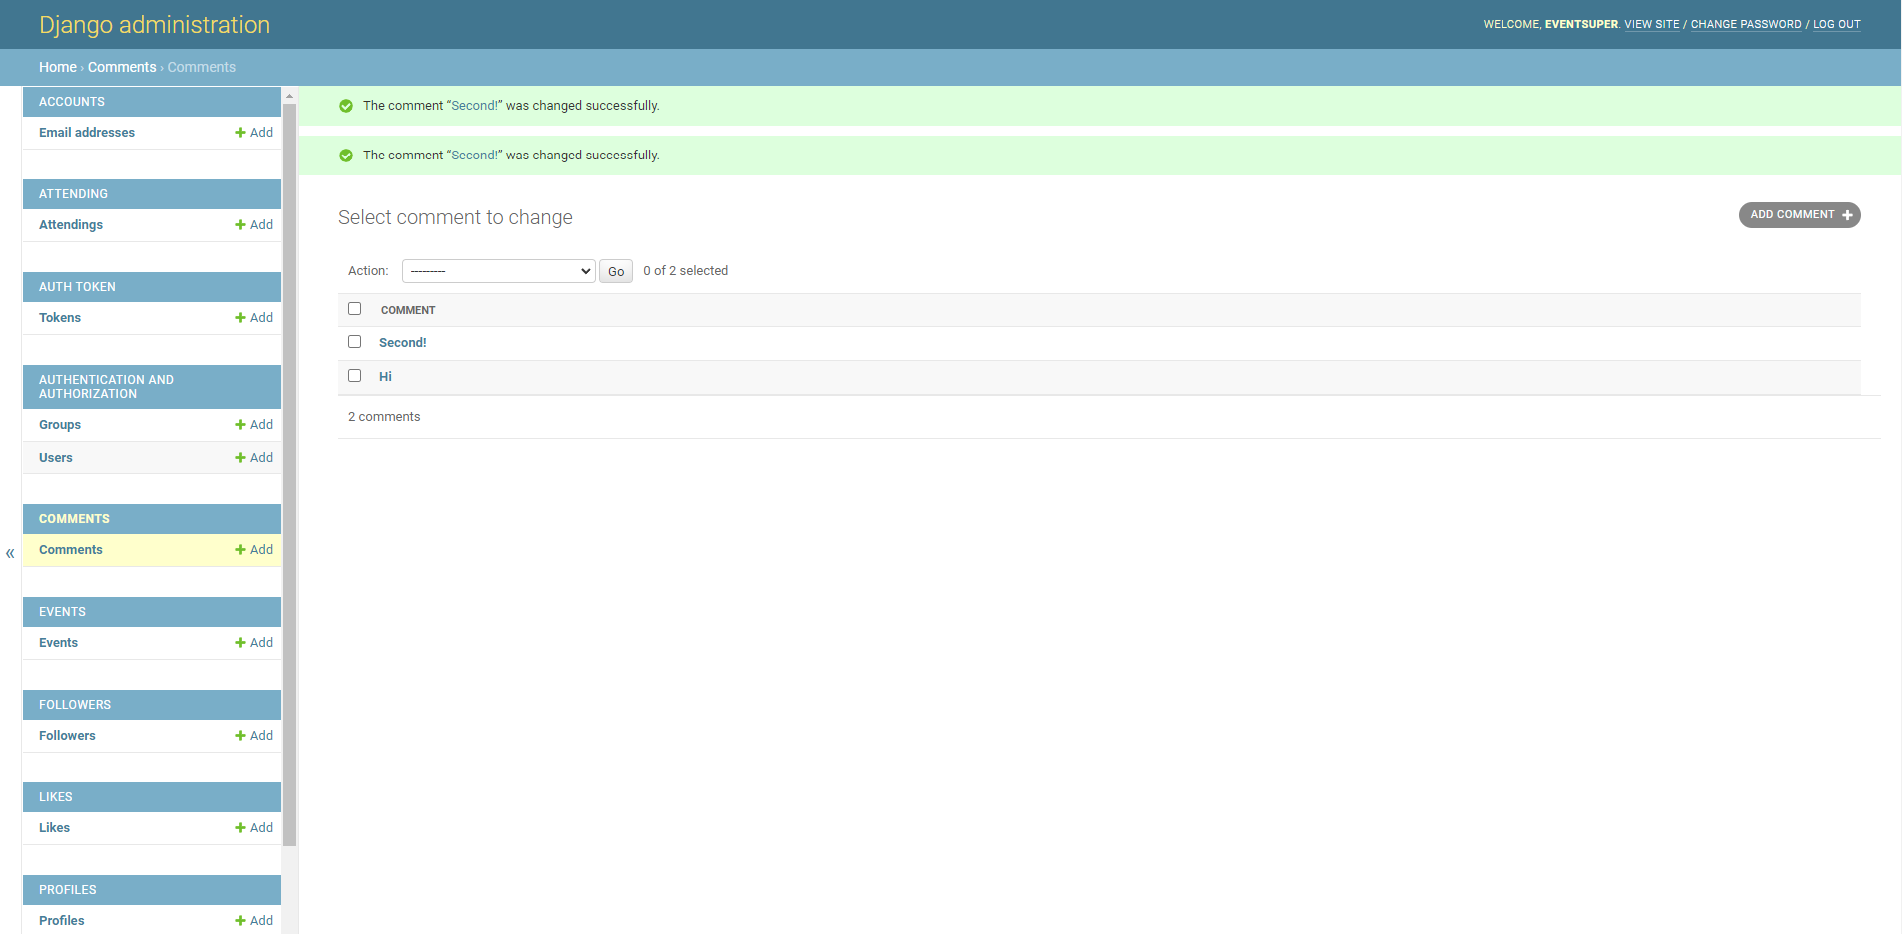 Django administration
WELCOME, EVENTSUPER. VIEW SITE / CHANGE PASSWORD / LOG OUT
Home › Comments › Comments
ACCOUNTS
Email addresses
Add
ATTENDING
Attendings
Add
AUTH TOKEN
Tokens
Add
AUTHENTICATION AND
AUTHORIZATION
Groups
Add
Users
Add
COMMENTS
Comments
Add
«
EVENTS
Events
Add
FOLLOWERS
Followers
Add
LIKES
Likes
Add
PROFILES
Profiles
Add
The comment “Second!” was changed successfully.
The comment “Second!” was changed successfully.
Select comment to change
ADD COMMENT
Action: --------- Go 0 of 2 selected
COMMENT
Second!
Hi
2 comments